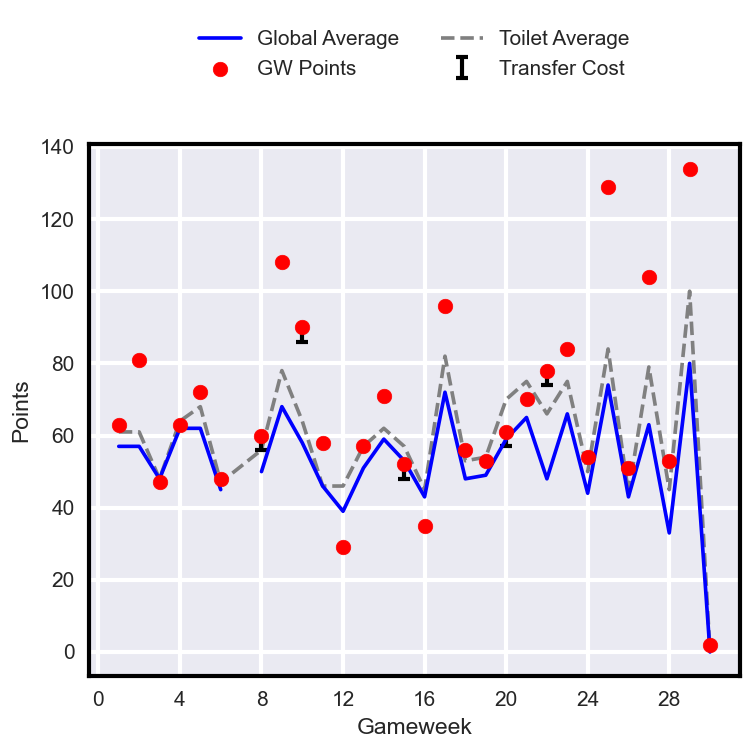 Global Average
GW Points
Toilet Average
Transfer Cost
140
120
100
80
60
40
20
0
Points
0 4 8 12 16 20 24 28
Gameweek